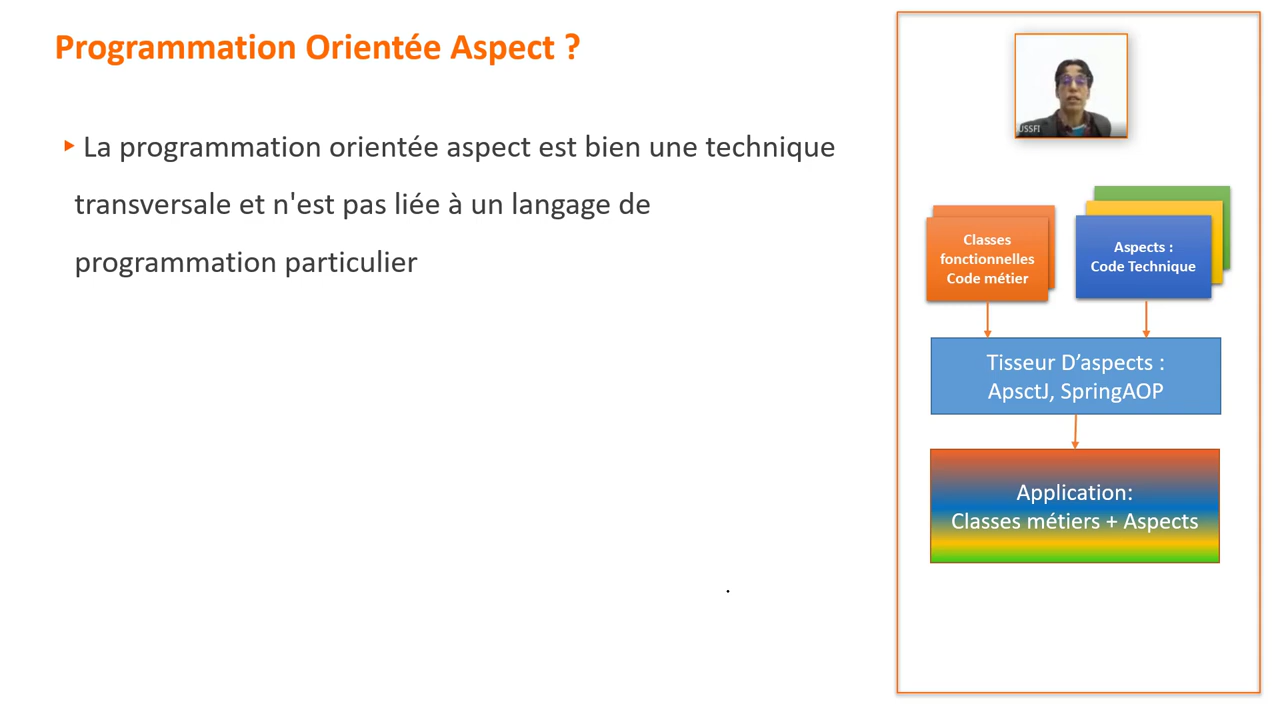 Programmation Orientée Aspect ?
La programmation orientée aspect est bien une technique
transversale et n'est pas liée à un langage de
programmation particulier
USSFI
Classes
fonctionnelles
Code métier
Aspects :
Code Technique
Tisseur D’aspects :
ApsctJ, SpringAOP
Application:
Classes métiers + Aspects